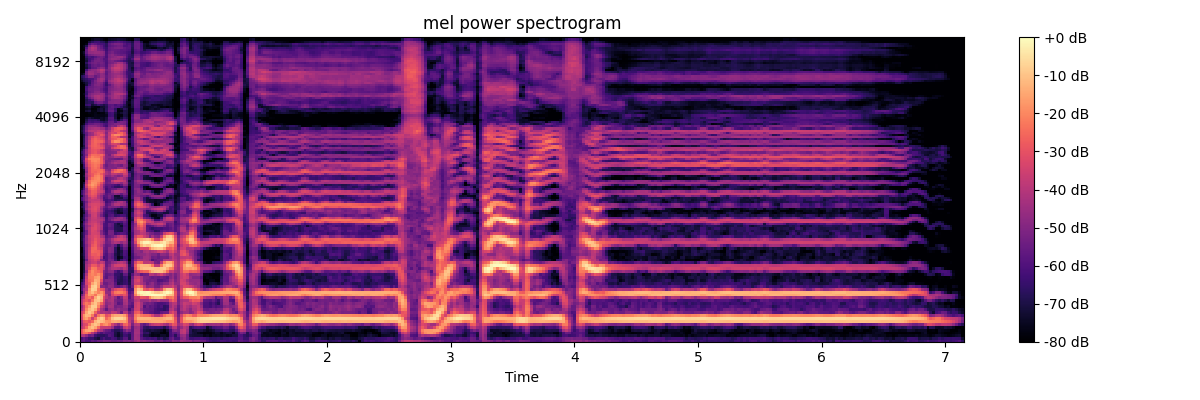 mel power spectrogram
8192
4096
2048
1024
512
0
Hz
0 1 2 3 4 5 6 7
Time
+0 dB
-10 dB
-20 dB
-30 dB
-40 dB
-50 dB
-60 dB
-70 dB
-80 dB